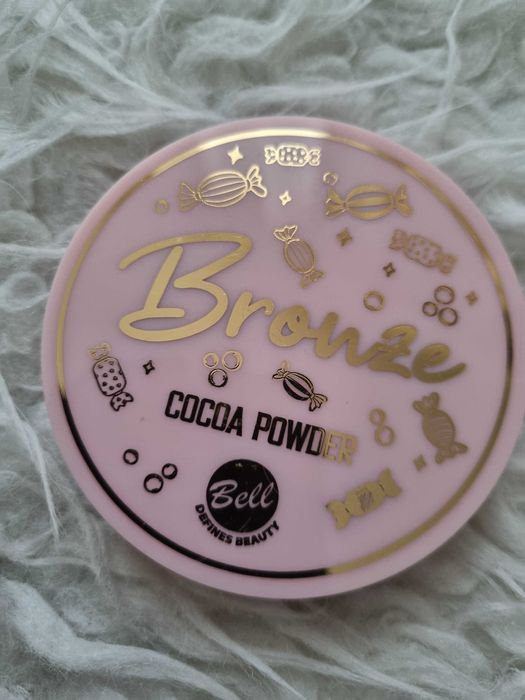 Bronze
COCOA POWDER
Bell
DEFINES BEAUTY